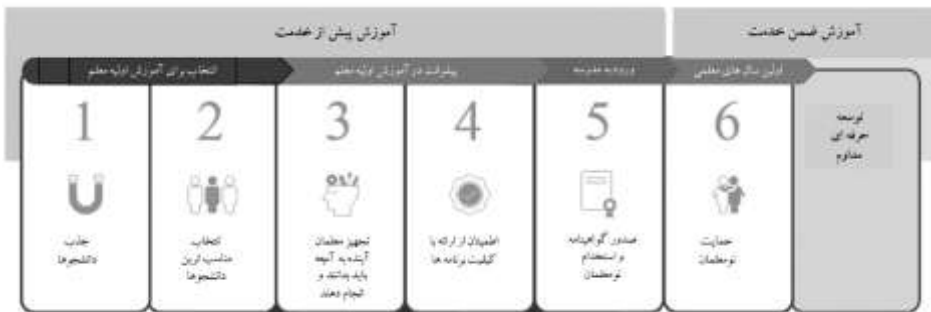 آموزش پیش از خدمت
آموزش ضمن خدمت
انتخاب برای آموزش اولیه معلم
پیشرفت در آموزش اولیه معلم
ورود به مدرسه
اولین سال های معلمی
1
جذب
دانشجوها
2
انتخاب
مناسب ترین
دانشجوها
3
تجهیز معلمان
آینده به آنچه
باید بدانند و
انجام دهند
4
اطمینان از ارائه با
کیفیت برنامه ها
5
صدور گواهینامه
و استخدام
نومعلمان
6
حمایت
نومعلمان
توسعه
حرفه ای
مداوم